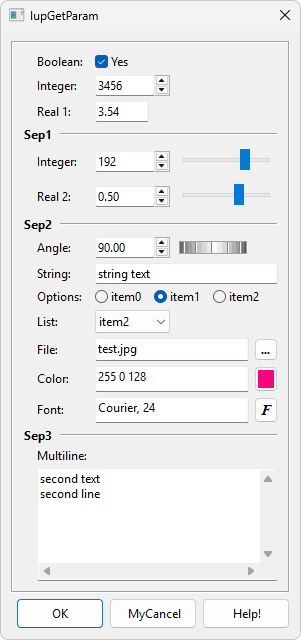 IupGetParam
Boolean: Yes
Integer: 3456
Real 1: 3.54
Sep1
Integer: 192
Real 2: 0.50
Sep2
Angle: 90.00
String: string text
Options: item0 item1 item2
List: item2
File: test.jpg ...
Color: 255 0 128
Font: Courier, 24 F
Sep3
Multiline:
second text
second line
OK MyCancel Help!